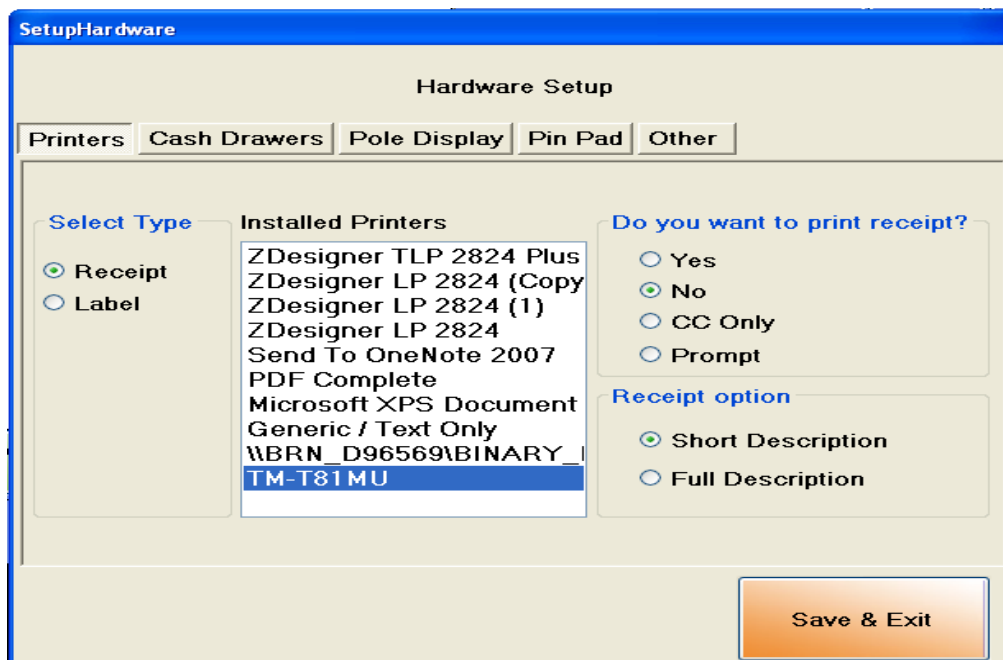 SetupHardware
Hardware Setup
Printers Cash Drawers Pole Display Pin Pad Other
Select Type
Receipt
Label
Installed Printers
ZDesigner TLP 2824 Plus
ZDesigner LP 2824 (Copy
ZDesigner LP 2824 (1)
ZDesigner LP 2824
Send To OneNote 2007
PDF Complete
Microsoft XPS Document
Generic / Text Only
\\BRN_D96569\BINARY_
TM-T81MU
Do you want to print receipt?
Yes
No
CC Only
Prompt
Receipt option
Short Description
Full Description
Save & Exit